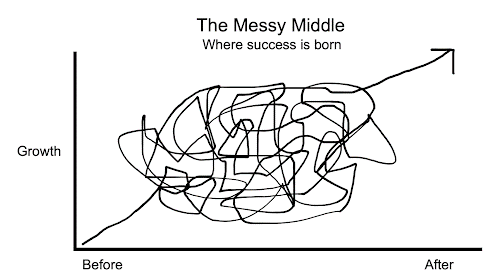 The Messy Middle
Where success is born
Growth
Before
After